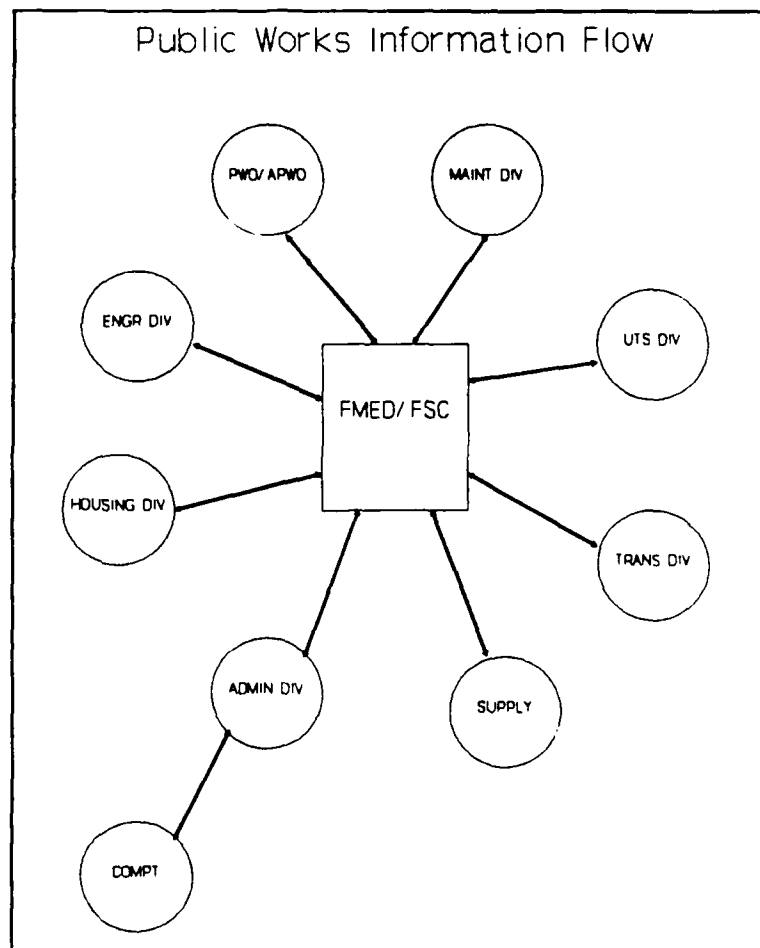 Public Works Information Flow
PWO/APWO
MAINT DIV
ENGR DIV
UTS DIV
FMED/FSC
HOUSING DIV
TRANS DIV
ADMIN DIV
SUPPLY
COMPT